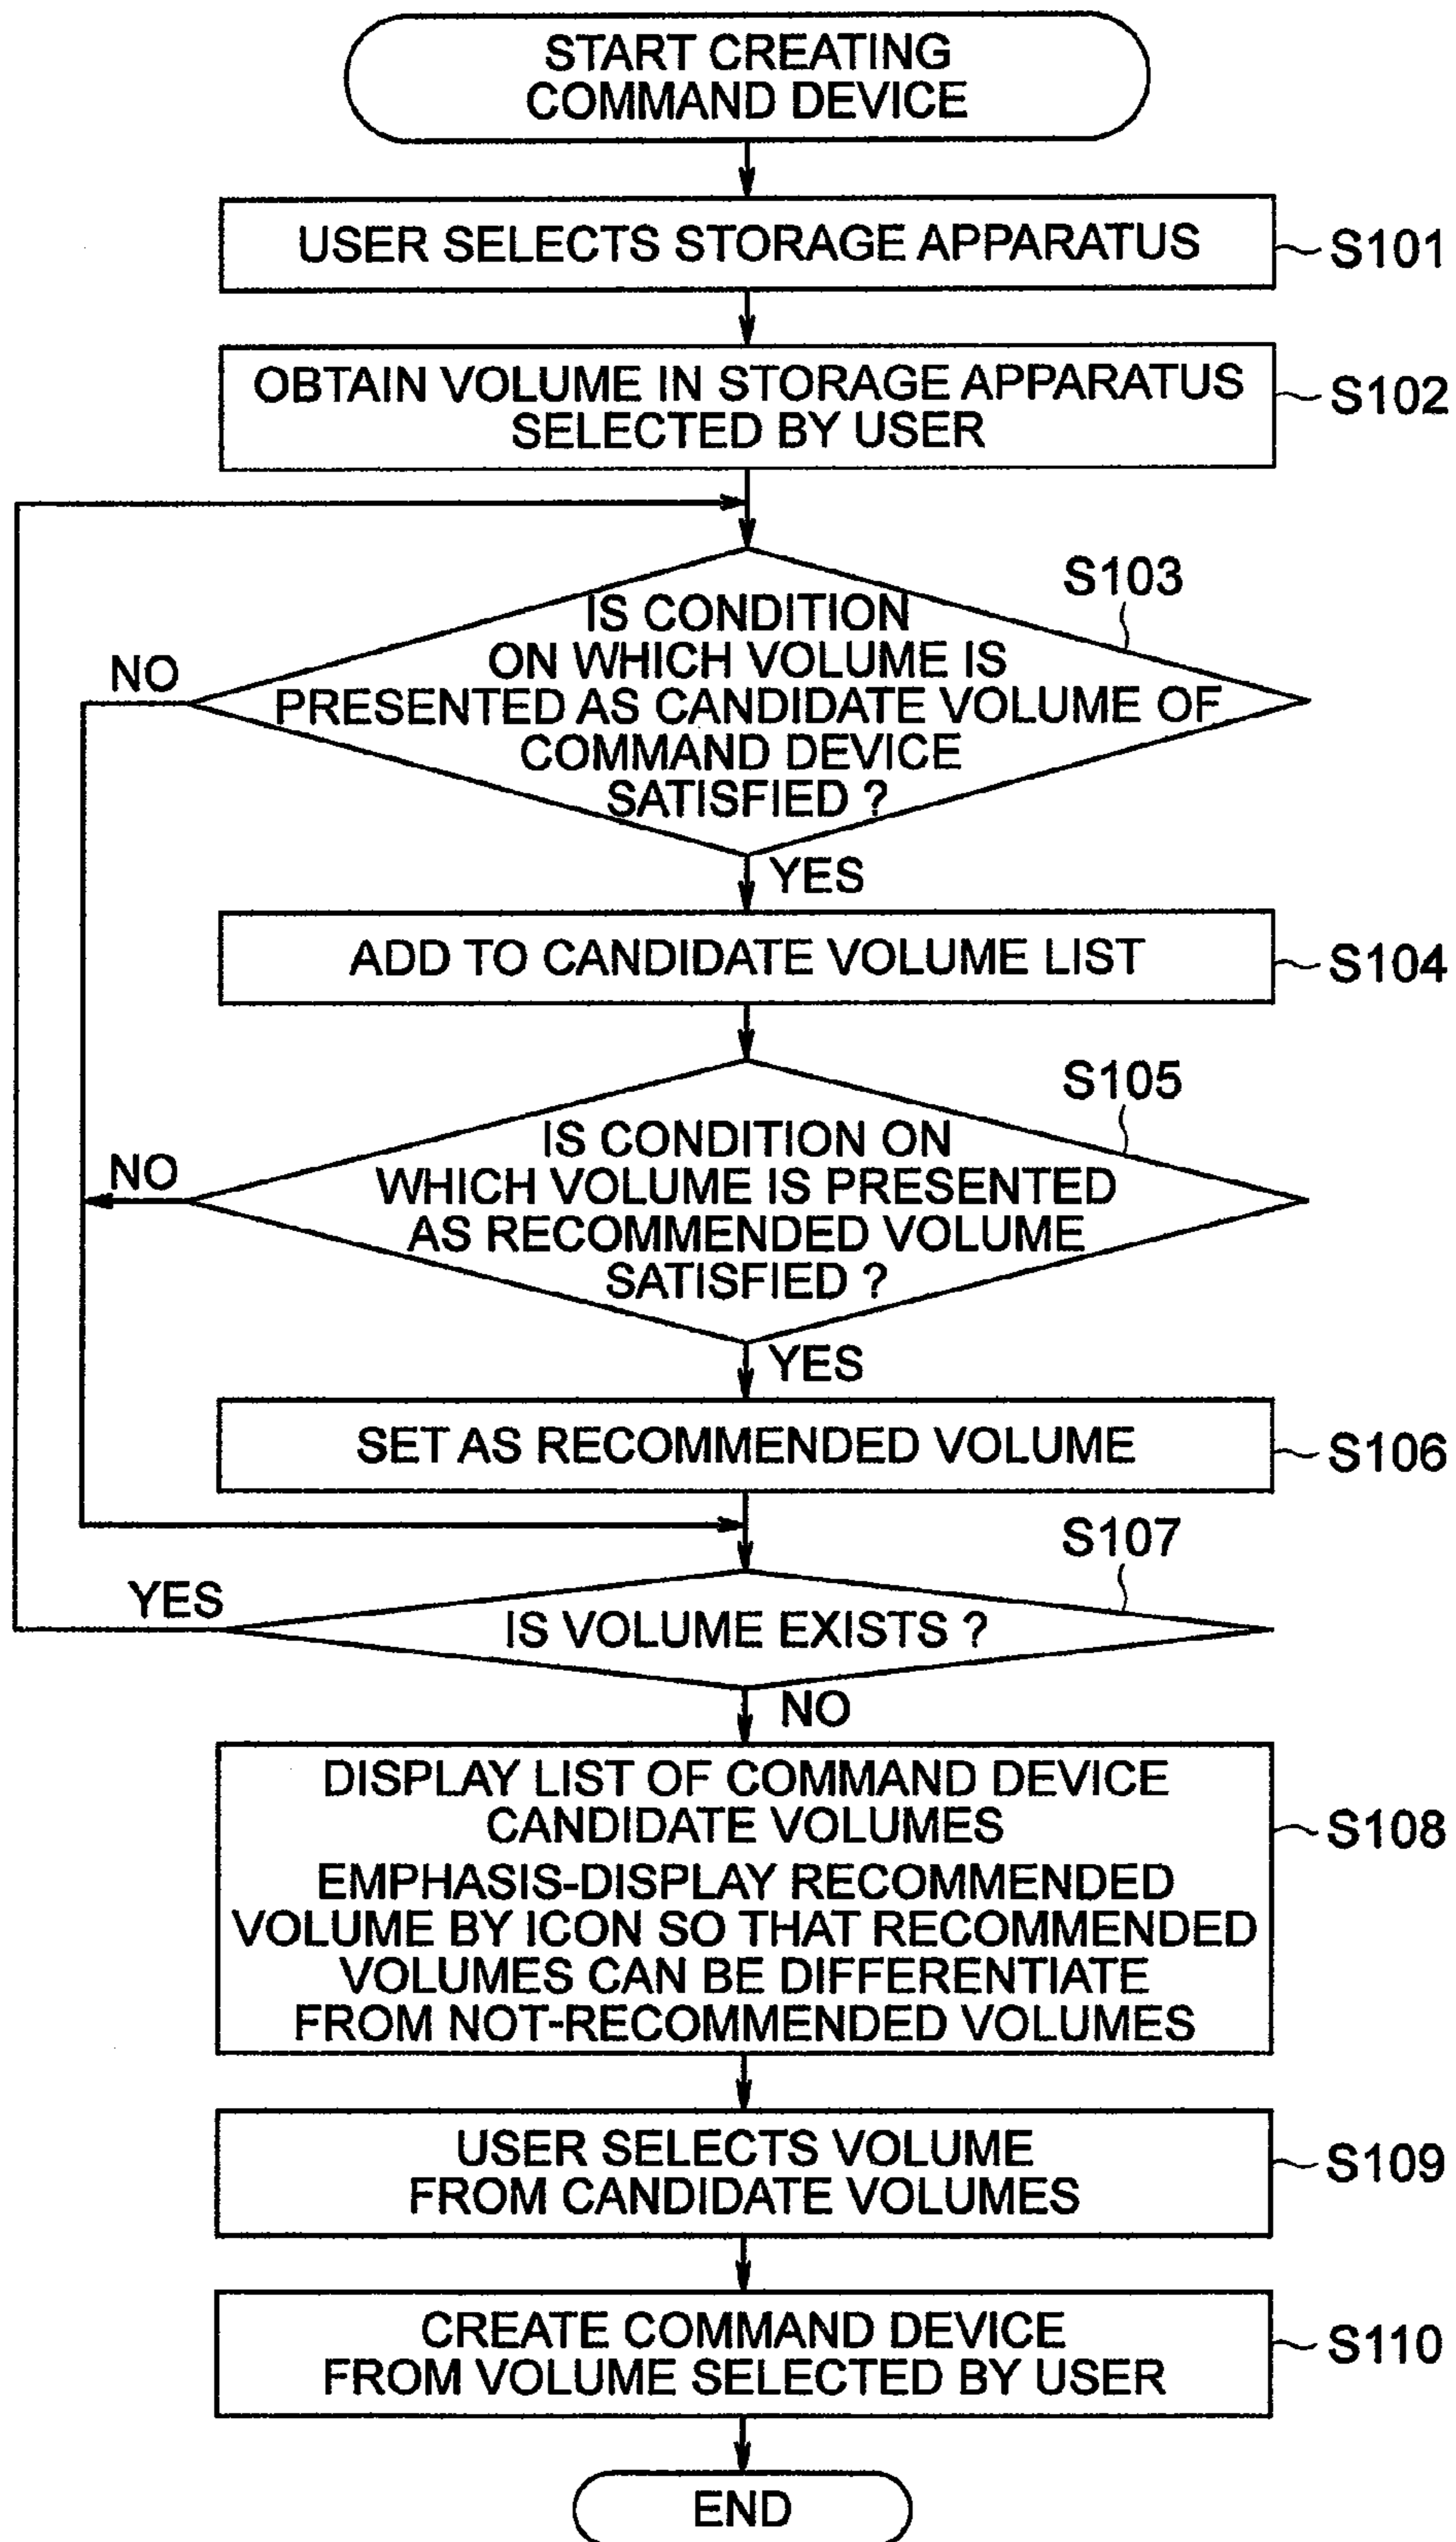 START CREATING
COMMAND DEVICE
USER SELECTS STORAGE APPARATUS
S101
OBTAIN VOLUME IN STORAGE APPARATUS
SELECTED BY USER
S102
S103
IS CONDITION
ON WHICH VOLUME IS
PRESENTED AS CANDIDATE VOLUME OF
COMMAND DEVICE
SATISFIED ?
NO
YES
ADD TO CANDIDATE VOLUME LIST
S104
S105
IS CONDITION ON
WHICH VOLUME IS PRESENTED
AS RECOMMENDED VOLUME
SATISFIED ?
NO
YES
SET AS RECOMMENDED VOLUME
S106
S107
YES
IS VOLUME EXISTS ?
NO
DISPLAY LIST OF COMMAND DEVICE
CANDIDATE VOLUMES
EMPHASIS-DISPLAY RECOMMENDED
VOLUME BY ICON SO THAT RECOMMENDED
VOLUMES CAN BE DIFFERENTIATE
FROM NOT-RECOMMENDED VOLUMES
S108
USER SELECTS VOLUME
FROM CANDIDATE VOLUMES
S109
CREATE COMMAND DEVICE
FROM VOLUME SELECTED BY USER
S110
END